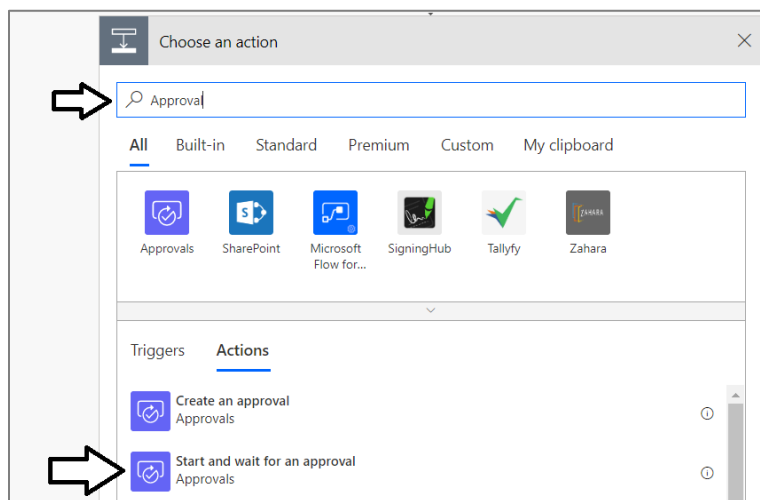 Choose an action
Approval
All Built-in Standard Premium Custom My clipboard
Approvals SharePoint Microsoft Flow for... SigningHub Tallyfy Zahara
ZAHARA
Triggers Actions
Create an approval
Approvals
Start and wait for an approval
Approvals